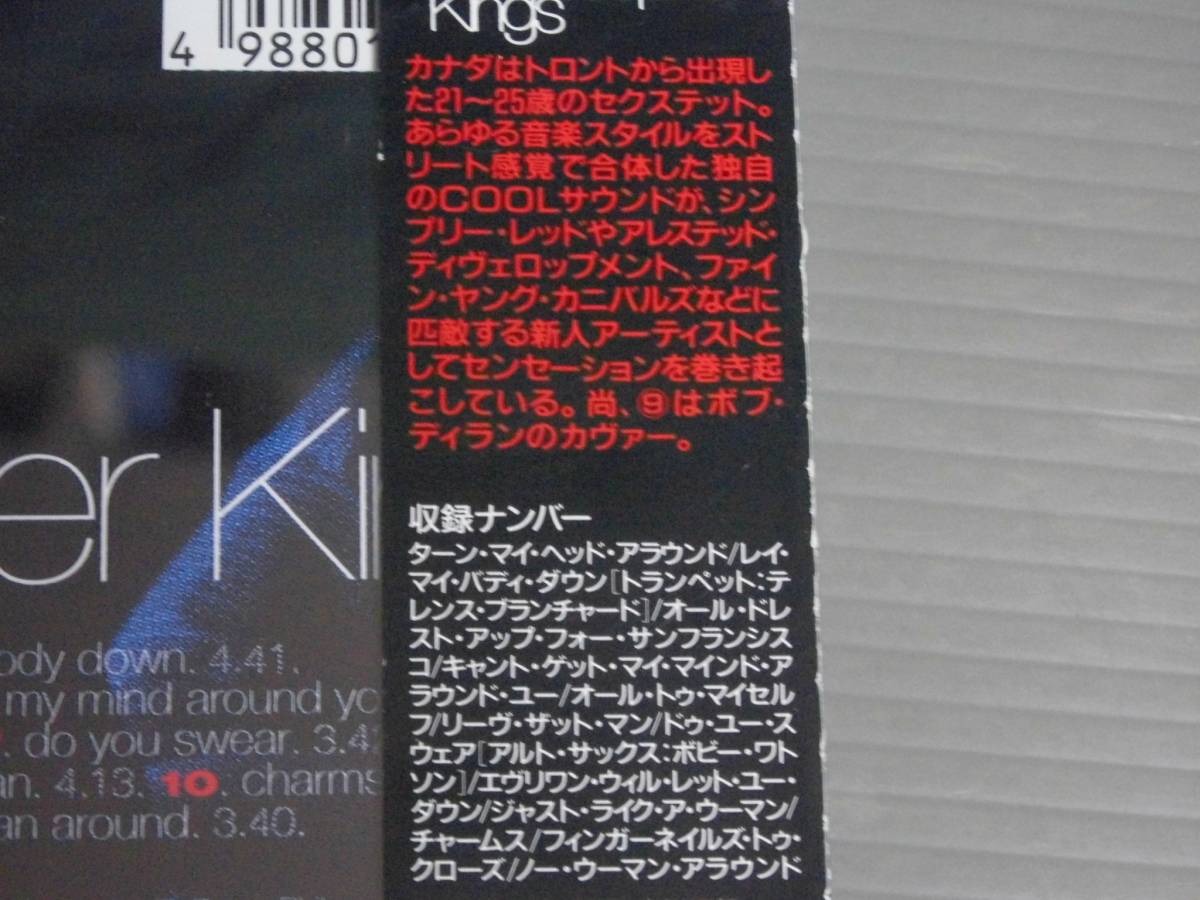 4 98801
Kings
カナダはトロントから出現し
た21〜25歳のセクステット。
あらゆる音楽スタイルをスト
リート感覚で合体した独自
のCOOLサウンドが、シン
プリー・レッドやアレステッド・
ディヴェロップメント、ファイ
ン・ヤング・カニバルズなどに
匹敵する新人アーティストと
してセンセーションを巻き起
こしている。尚、⑨はボブ・
ディランのカヴァー。
収録ナンバー
ターン・マイ・ヘッド・アラウンド/レイ・
マイ・バディ・ダウン[トランペット:テ
レンス・ブランチャード]/オール・ドレ
スト・アップ・フォー・サンフランシス
コ/キャント・ゲット・マイ・マインド・ア
ラウンド・ユー/オール・トゥ・マイセル
フ/リーヴ・ザット・マン/ドゥ・ユー・ス
ウェア[アルト・サックス:ボビー・ワト
ソン]/エヴリワン・ウィル・レット・ユー・
ダウン/ジャスト・ライク・ア・ウーマン/
チャームス/フィンガーネイルズ・トゥ・
クローズ/ノー・ウーマン・アラウンド
er Ki
ody down. 4.41.
my mind around yo
. do you swear. 3.4
an. 4.13. 10. charms
an around. 3.40.